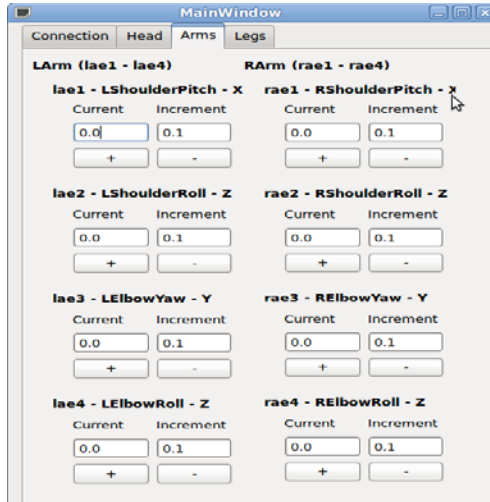 MainWindow
Connection Head Arms Legs
LArm (lae1 - lae4) RArm (rae1 - rae4)
lae1 - LShoulderPitch - X rae1 - RShoulderPitch - X
Current Increment Current Increment
0.0 0.1 0.0 0.1
+ - + -
lae2 - LShoulderRoll - Z rae2 - RShoulderRoll - Z
Current Increment Current Increment
0.0 0.1 0.0 0.1
+ - + -
lae3 - LElbowYaw - Y rae3 - RElbowYaw - Y
Current Increment Current Increment
0.0 0.1 0.0 0.1
+ - + -
lae4 - LElbowRoll - Z rae4 - RElbowRoll - Z
Current Increment Current Increment
0.0 0.1 0.0 0.1
+ - + -